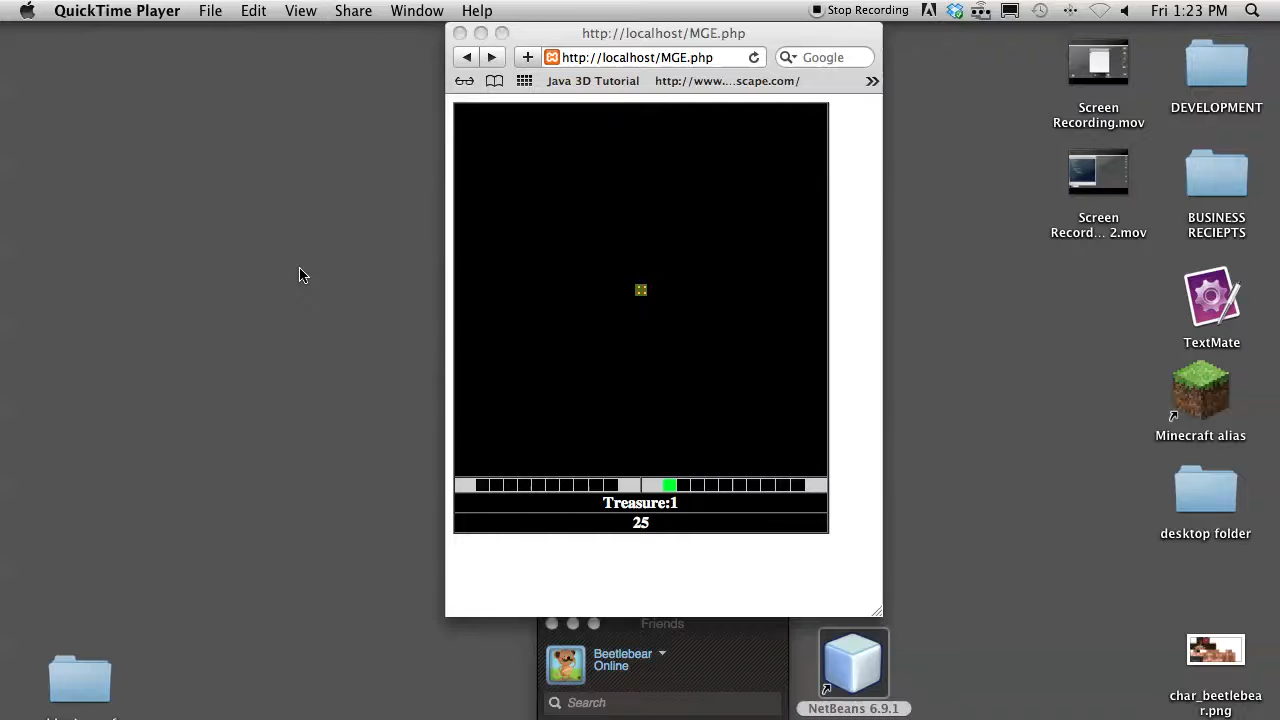 QuickTime Player File Edit View Share Window Help Stop Recording Fri 1:23 PM
http://localhost/MGE.php
http://localhost/MGE.php Google
Java 3D Tutorial http://www....scape.com/ »
Treasure:1
25
Screen
Recording.mov
DEVELOPMENT
Screen
Record... 2.mov
BUSINESS
RECIEPTS
TextMate
Minecraft alias
desktop folder
Friends
Beetlebear
Online
Search
NetBeans 6.9.1
char_beetlebea
r.png